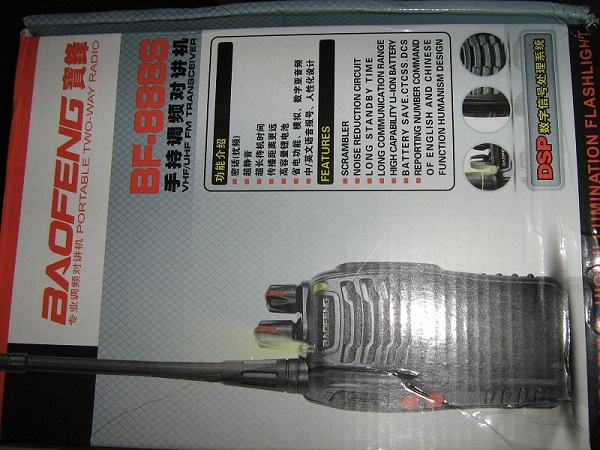 BAOFENG 寶鋒
专业调频对讲机 PORTABLE TWO-WAY RADIO
BF-888S
手持调频对讲机
VHF/UHF FM TRANSCEIVER
功能介绍
密话(扰频)
超静音
超长待机时间
传播距离更远
高容量锂电池
省电功能、模拟、数字亚音频
中/英文语音报号、人性化设计
FEATURES
SCRAMBLER
NOISE REDUCTION CIRCUIT
LONG STANDBY TIME
LONG COMMUNICATION RANGE
HIGH CAPABILITY LI-ION BATTERY
BATTERY SAVE、CTCSS DCS
REPORTING NUMBER COMMAND
OF ENGLISH AND CHINESE
FUNCTION HUMANISM DESIGN
DSP 数字信号处理系统
BAOFENG
ILLUMINATION FLASHLIGHT